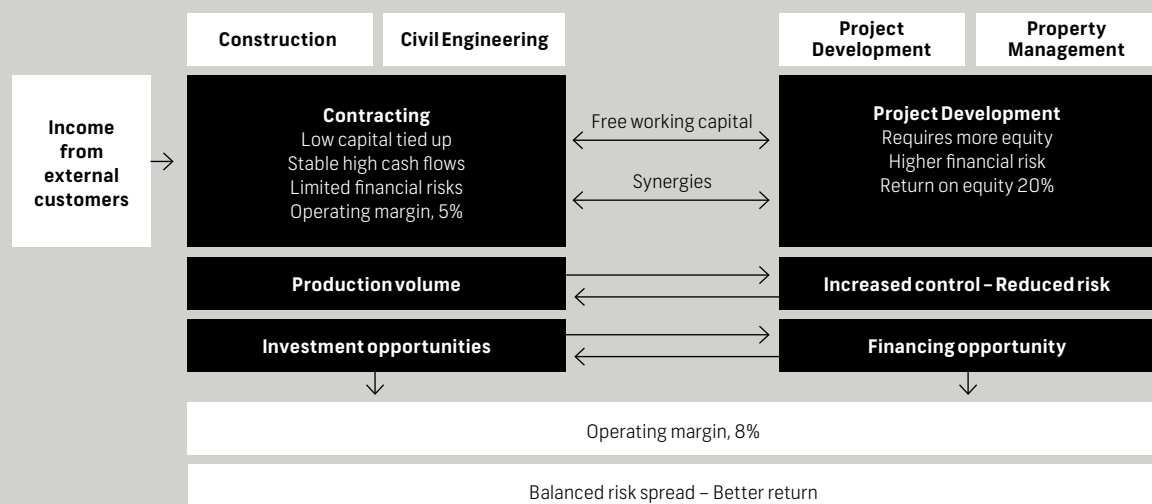 Construction
Civil Engineering
Project
Development
Property
Management
Income
from
external
customers
Contracting
Low capital tied up
Stable high cash flows
Limited financial risks
Operating margin, 5%
Free working capital
Synergies
Project Development
Requires more equity
Higher financial risk
Return on equity 20%
Production volume
Increased control – Reduced risk
Investment opportunities
Financing opportunity
Operating margin, 8%
Balanced risk spread – Better return